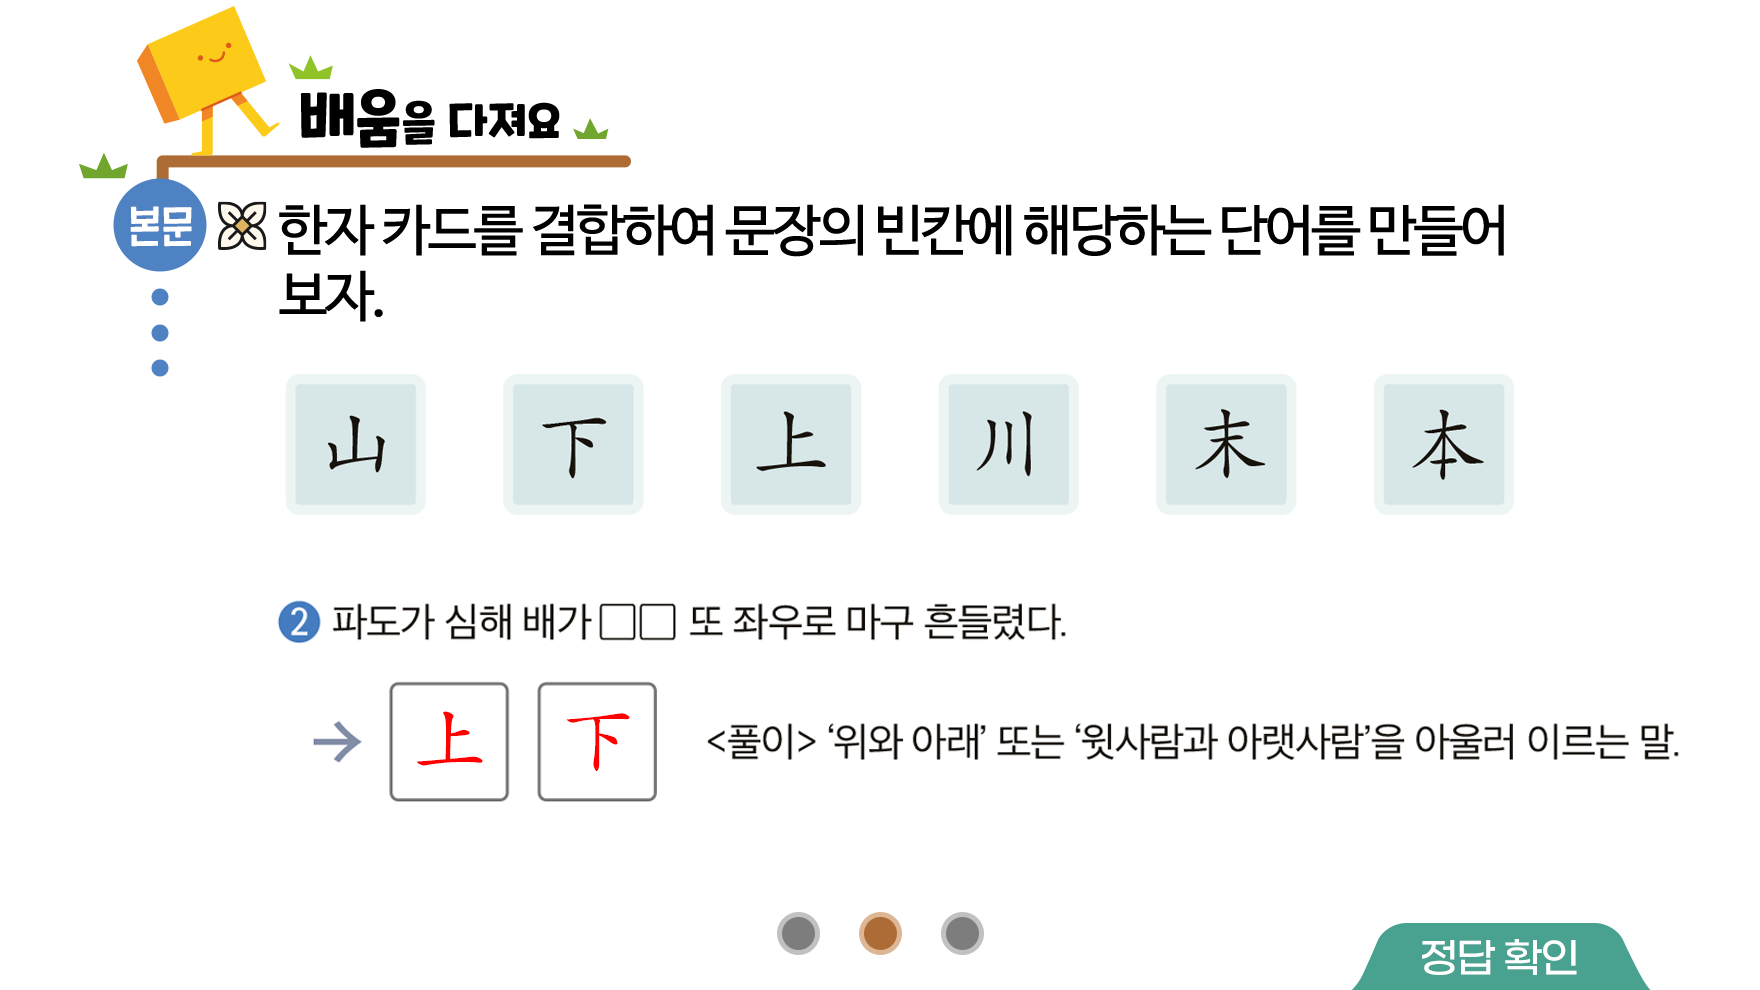 배움을 다져요
본문
한자 카드를 결합하여 문장의 빈칸에 해당하는 단어를 만들어
보자.
山 下 上 川 末 本
2 파도가 심해 배가 □□ 또 좌우로 마구 흔들렸다.
→ 上 下 <풀이> ‘위와 아래’ 또는 ‘윗사람과 아랫사람’을 아울러 이르는 말.
정답 확인